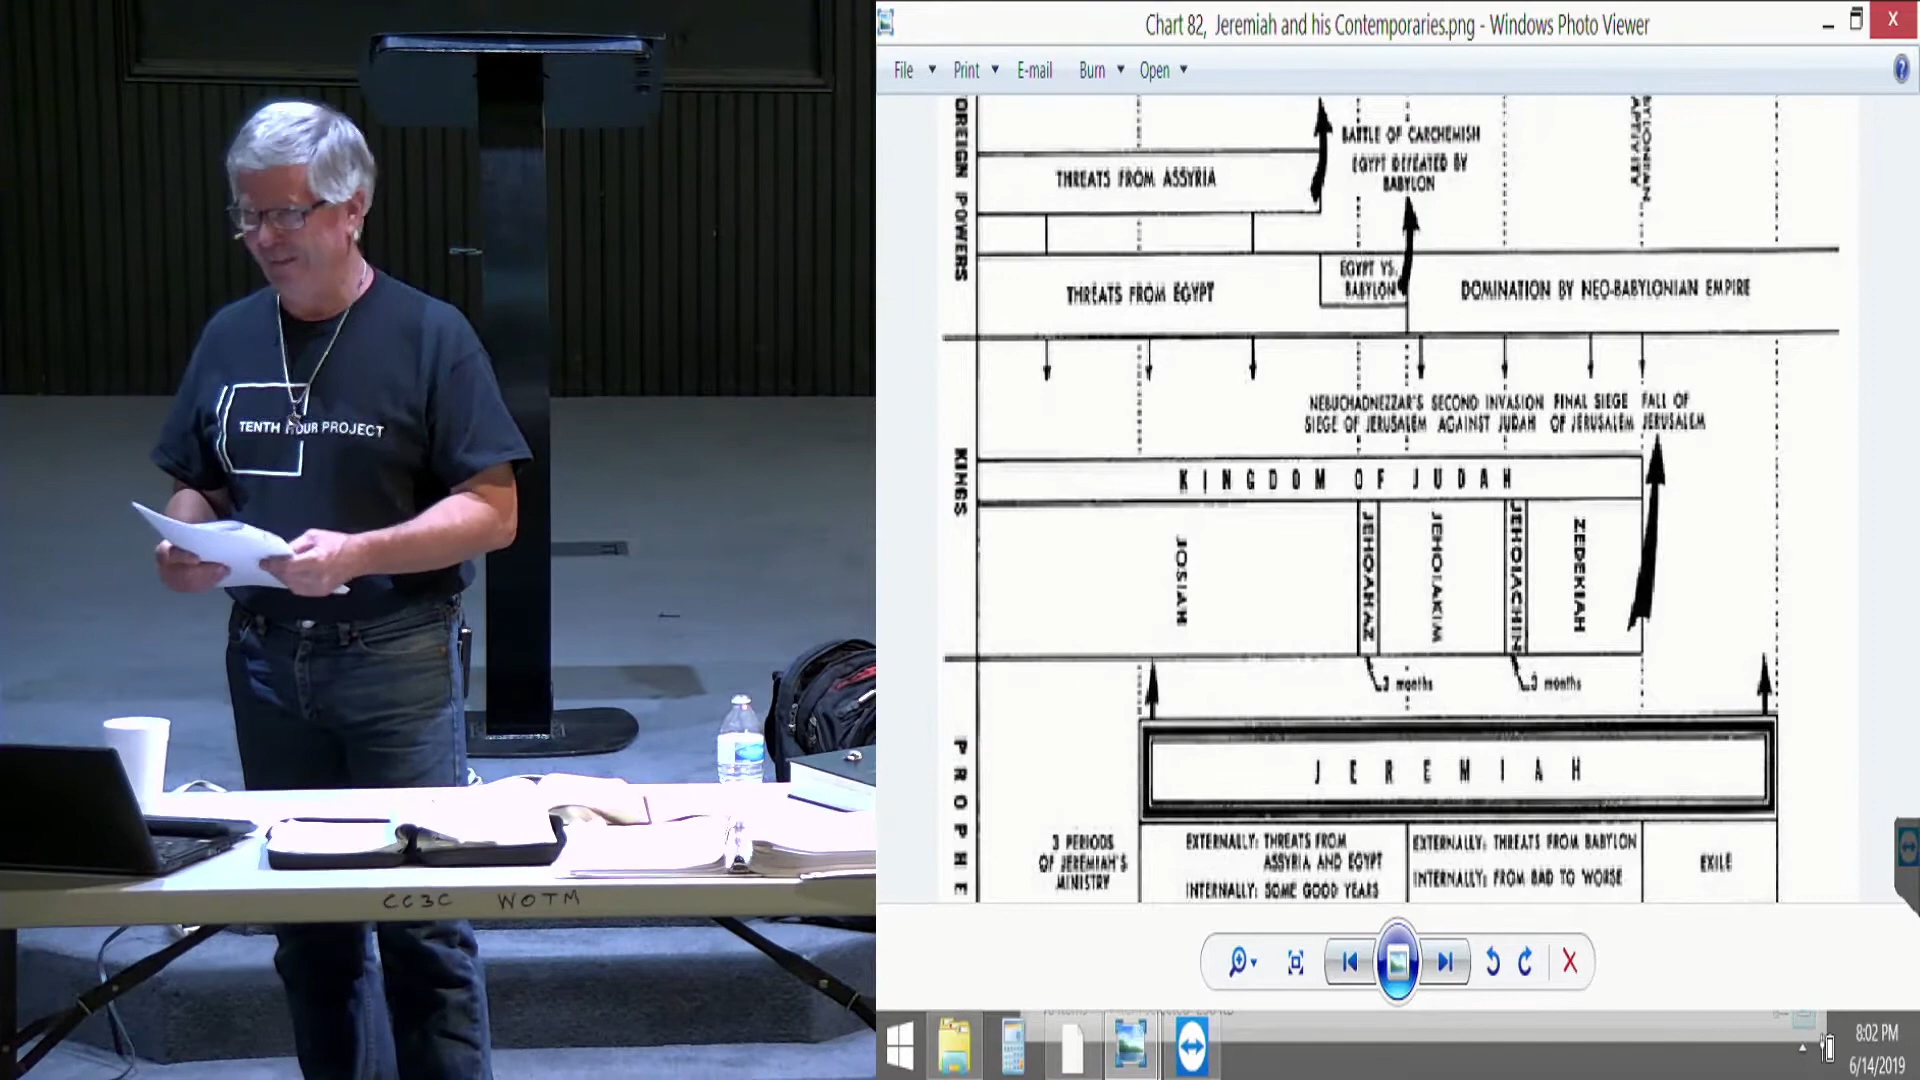 TENTH HOUR PROJECT
CC3C WOTM
Chart 82, Jeremiah and his Contemporaries.png - Windows Photo Viewer
File Print E-mail Burn Open
OREIGN POWERS
BYLONIAN
APTIVITY
BATTLE OF CARCHEMISH
EGYPT DEFEATED BY
BABYLON
THREATS FROM ASSYRIA
THREATS FROM EGYPT
EGYPT VS.
BABYLON
DOMINATION BY NEO-BABYLONIAN EMPIRE
NEBUCHADNEZZAR'S SECOND INVASION FINAL SIEGE FALL OF
SIEGE OF JERUSALEM AGAINST JUDAH OF JERUSALEM JERUSALEM
KINGS
KINGDOM OF JUDAH
JOSIAH
JEHOAHAZ
JEHOIAKIM
JEHOIACHIN
ZEDEKIAH
3 months
3 months
PROPHE
JEREMIAH
3 PERIODS
OF JEREMIAH'S
MINISTRY
EXTERNALLY: THREATS FROM
ASSYRIA AND EGYPT
INTERNALLY: SOME GOOD YEARS
EXTERNALLY: THREATS FROM BABYLON
INTERNALLY: FROM BAD TO WORSE
EXILE
8:02 PM
6/14/2019